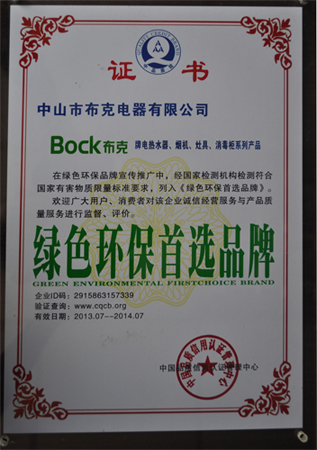 证 书
中山市布克电器有限公司
Bock布克 牌电热水器、烟机、灶具、消毒柜系列产品
在绿色环保品牌宣传推广中，经国家检测机构检测符合
国家有害物质限量标准要求，列入《绿色环保首选品牌》。
欢迎广大用户、消费者对该企业诚信经营服务与产品质
量服务进行监督、评价。
绿色环保首选品牌
GREEN ENVIRONMENTAL FIRSTCHOICE BRAND
企业ID码：2915863157339
验证查询：www.cqcb.org
有效日期：2013.07--2014.07